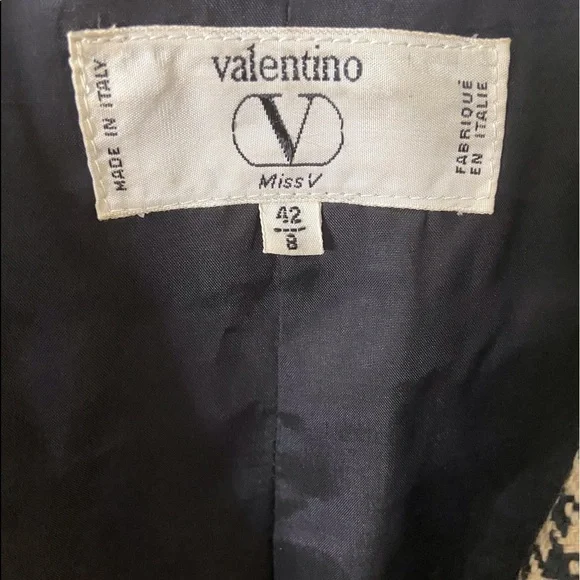 valentino
MADE IN ITALY
V
FABRIQUÉ
EN ITALIE
Miss V
42
8